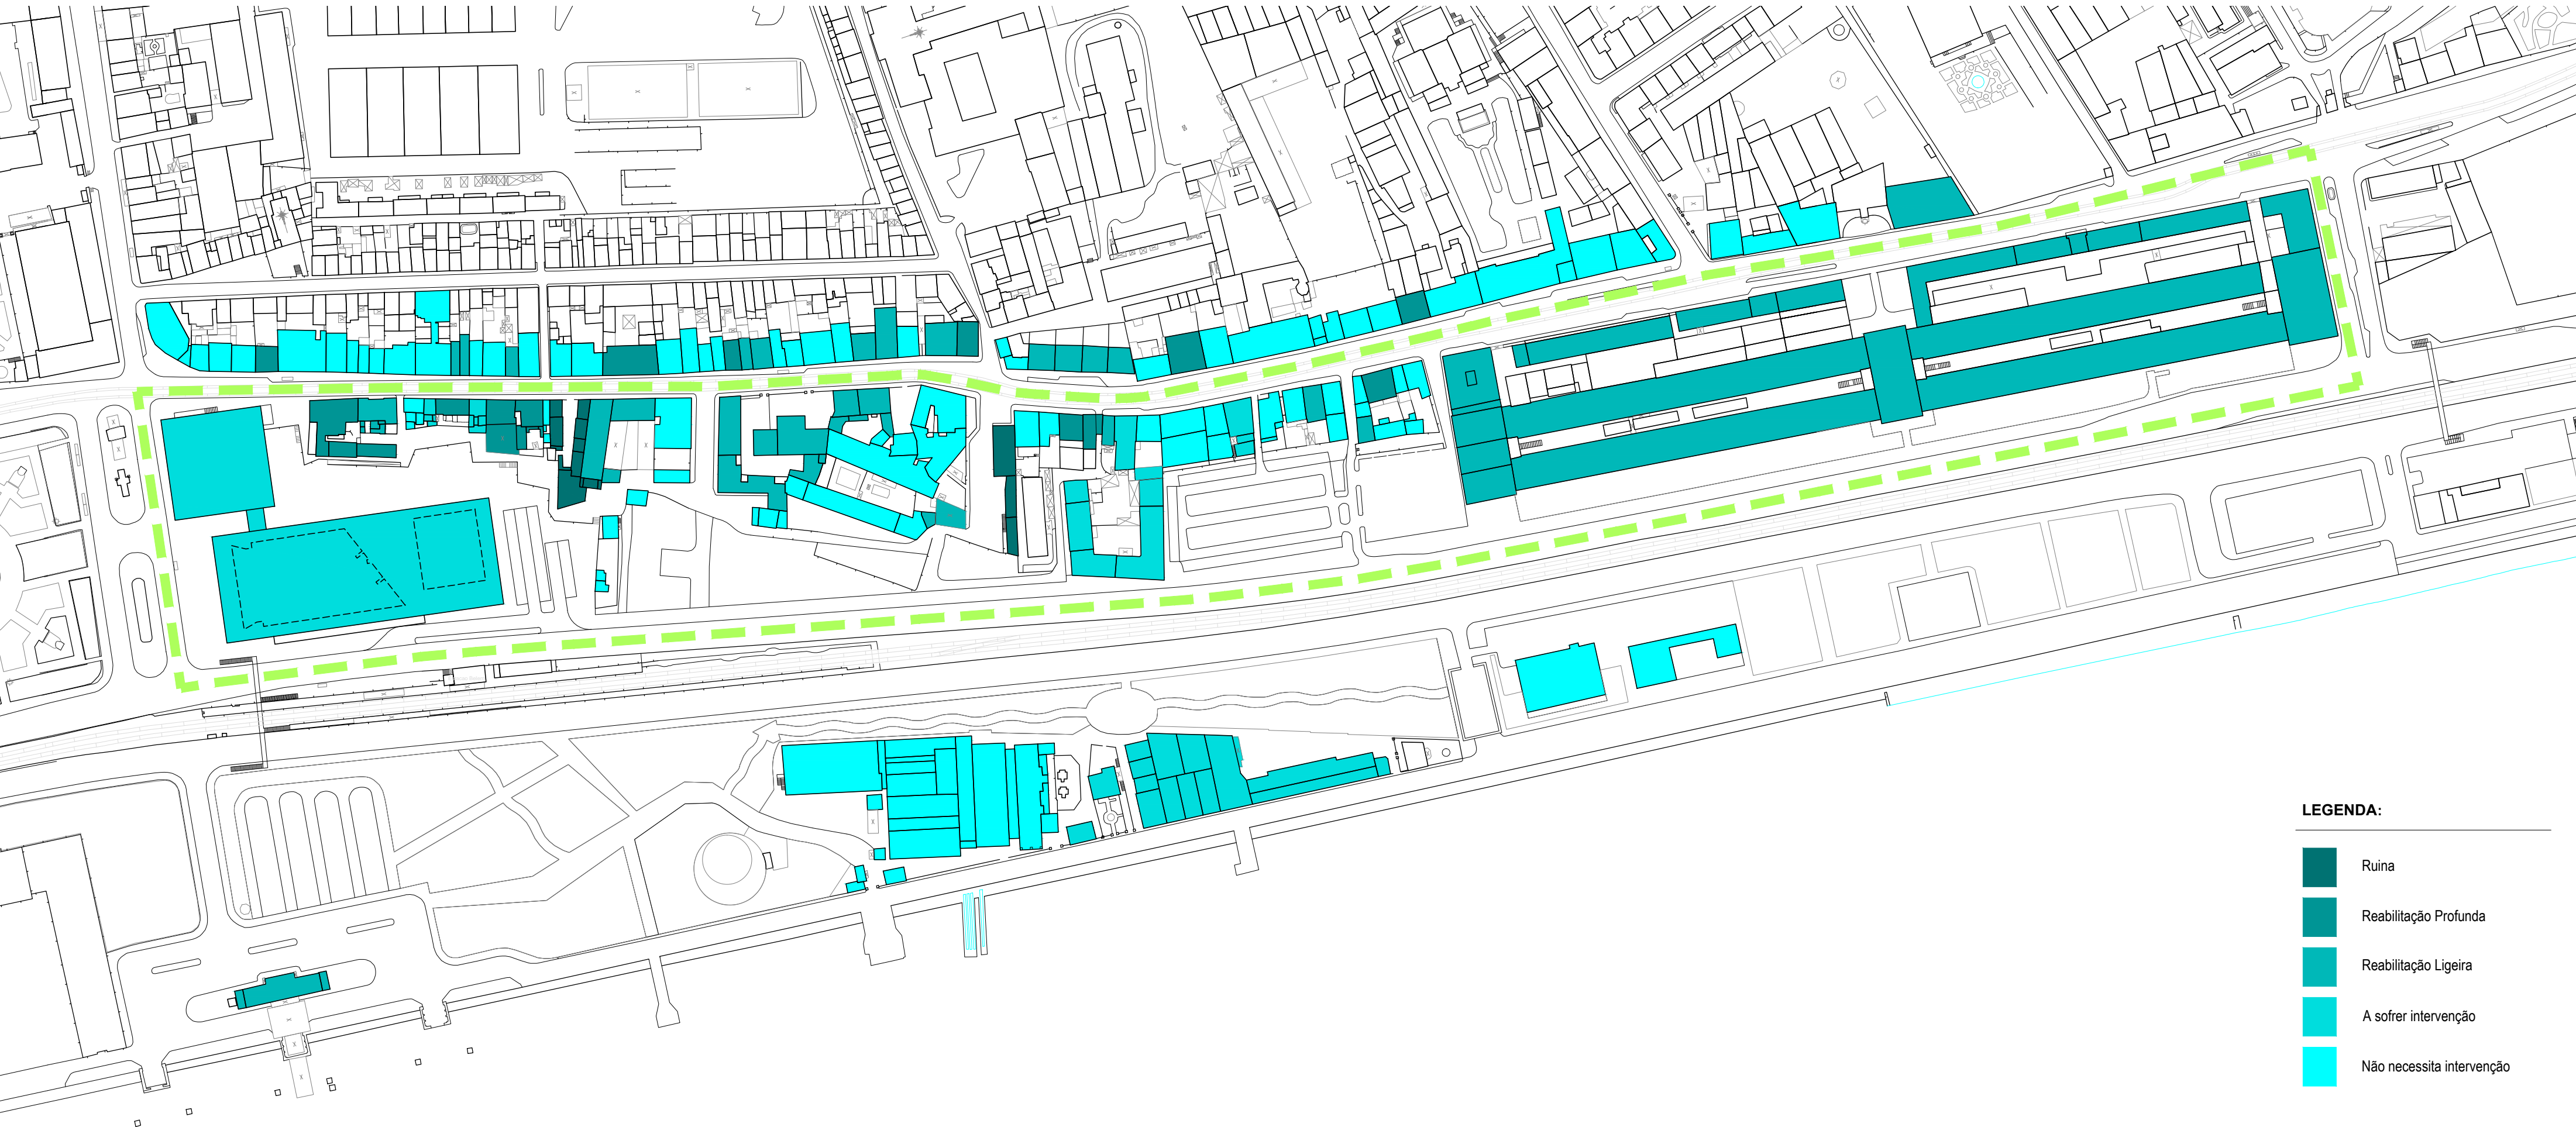 LEGENDA:
Ruina
Reabilitação Profunda
Reabilitação Ligeira
A sofrer intervenção
Não necessita intervenção